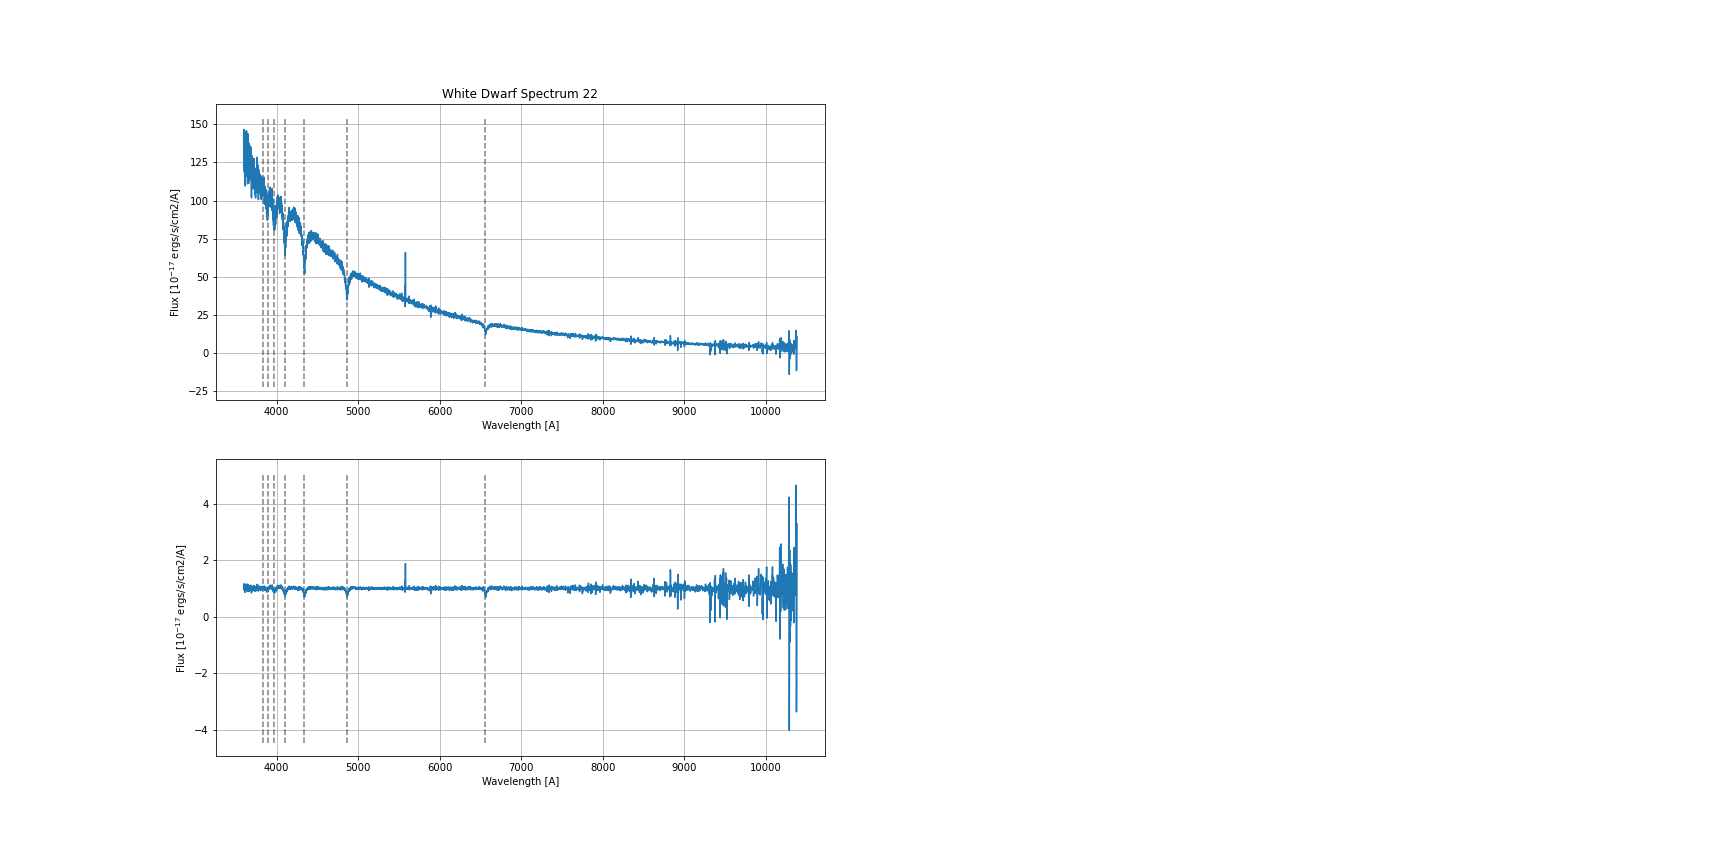 White Dwarf Spectrum 22
Flux [10⁻¹⁷ ergs/s/cm2/A]
150
125
100
75
50
25
0
−25
4000 5000 6000 7000 8000 9000 10000
Wavelength [A]
Flux [10⁻¹⁷ ergs/s/cm2/A]
4
2
0
−2
−4
4000 5000 6000 7000 8000 9000 10000
Wavelength [A]